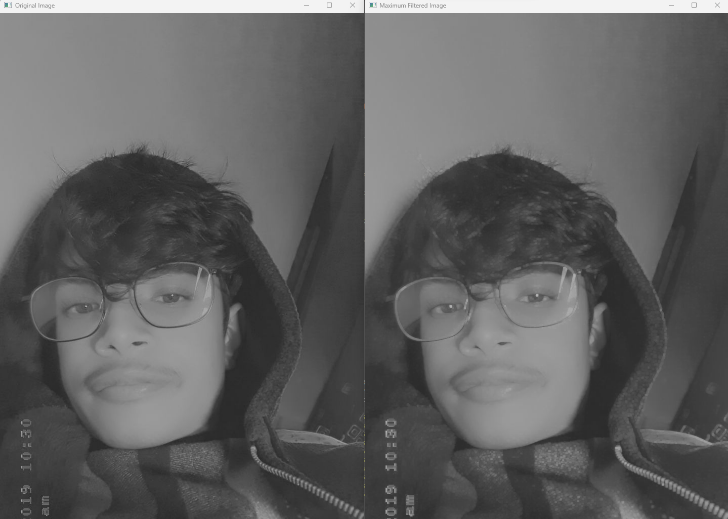 Original Image
Maximum Filtered Image
019 10:30
am
019 10:30
am